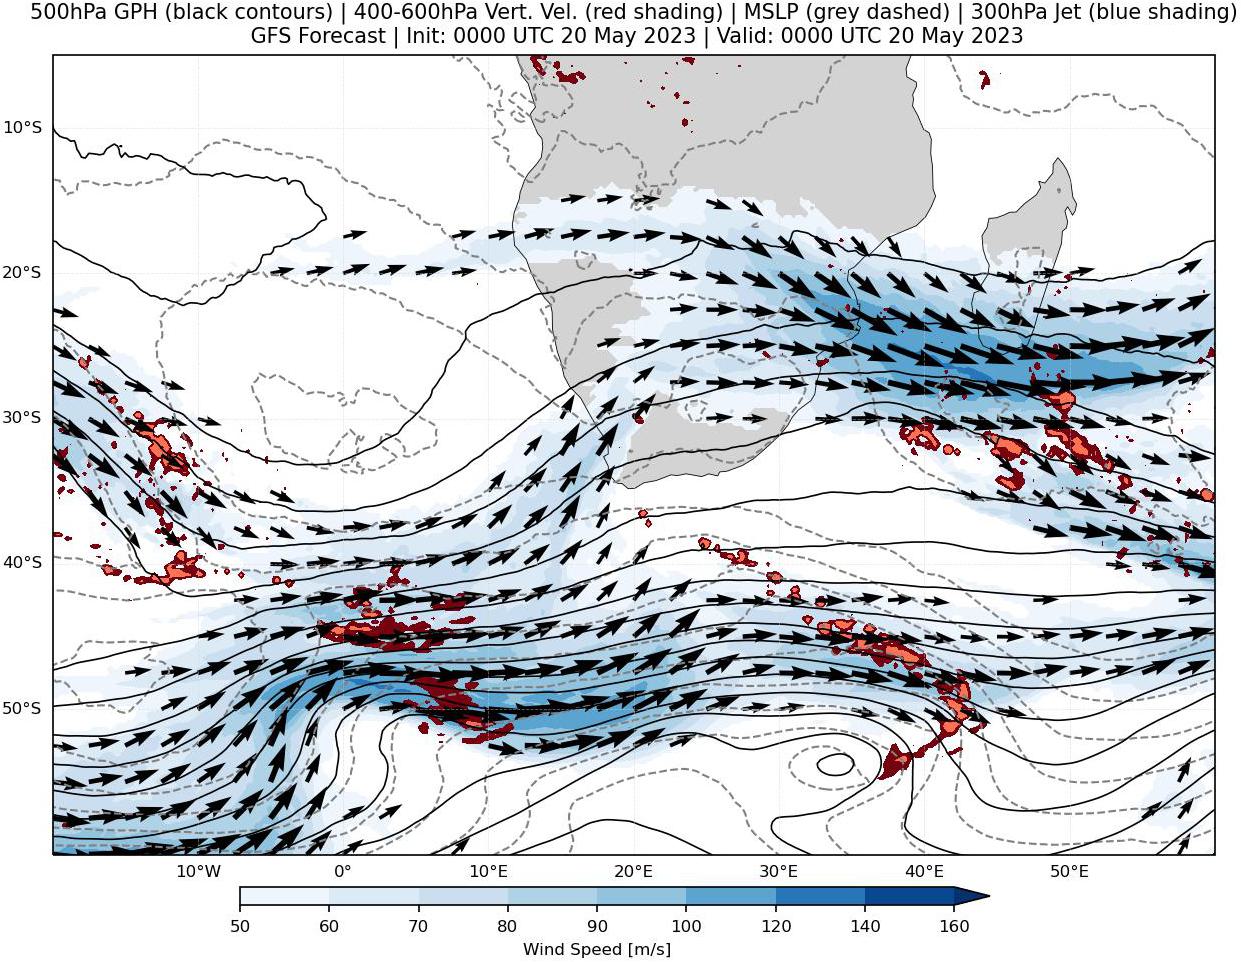 500hPa GPH (black contours) | 400-600hPa Vert. Vel. (red shading) | MSLP (grey dashed) | 300hPa Jet (blue shading)
GFS Forecast | Init: 0000 UTC 20 May 2023 | Valid: 0000 UTC 20 May 2023
10°S
20°S
30°S
40°S
50°S
10°W 0° 10°E 20°E 30°E 40°E 50°E
50 60 70 80 90 100 120 140 160
Wind Speed [m/s]